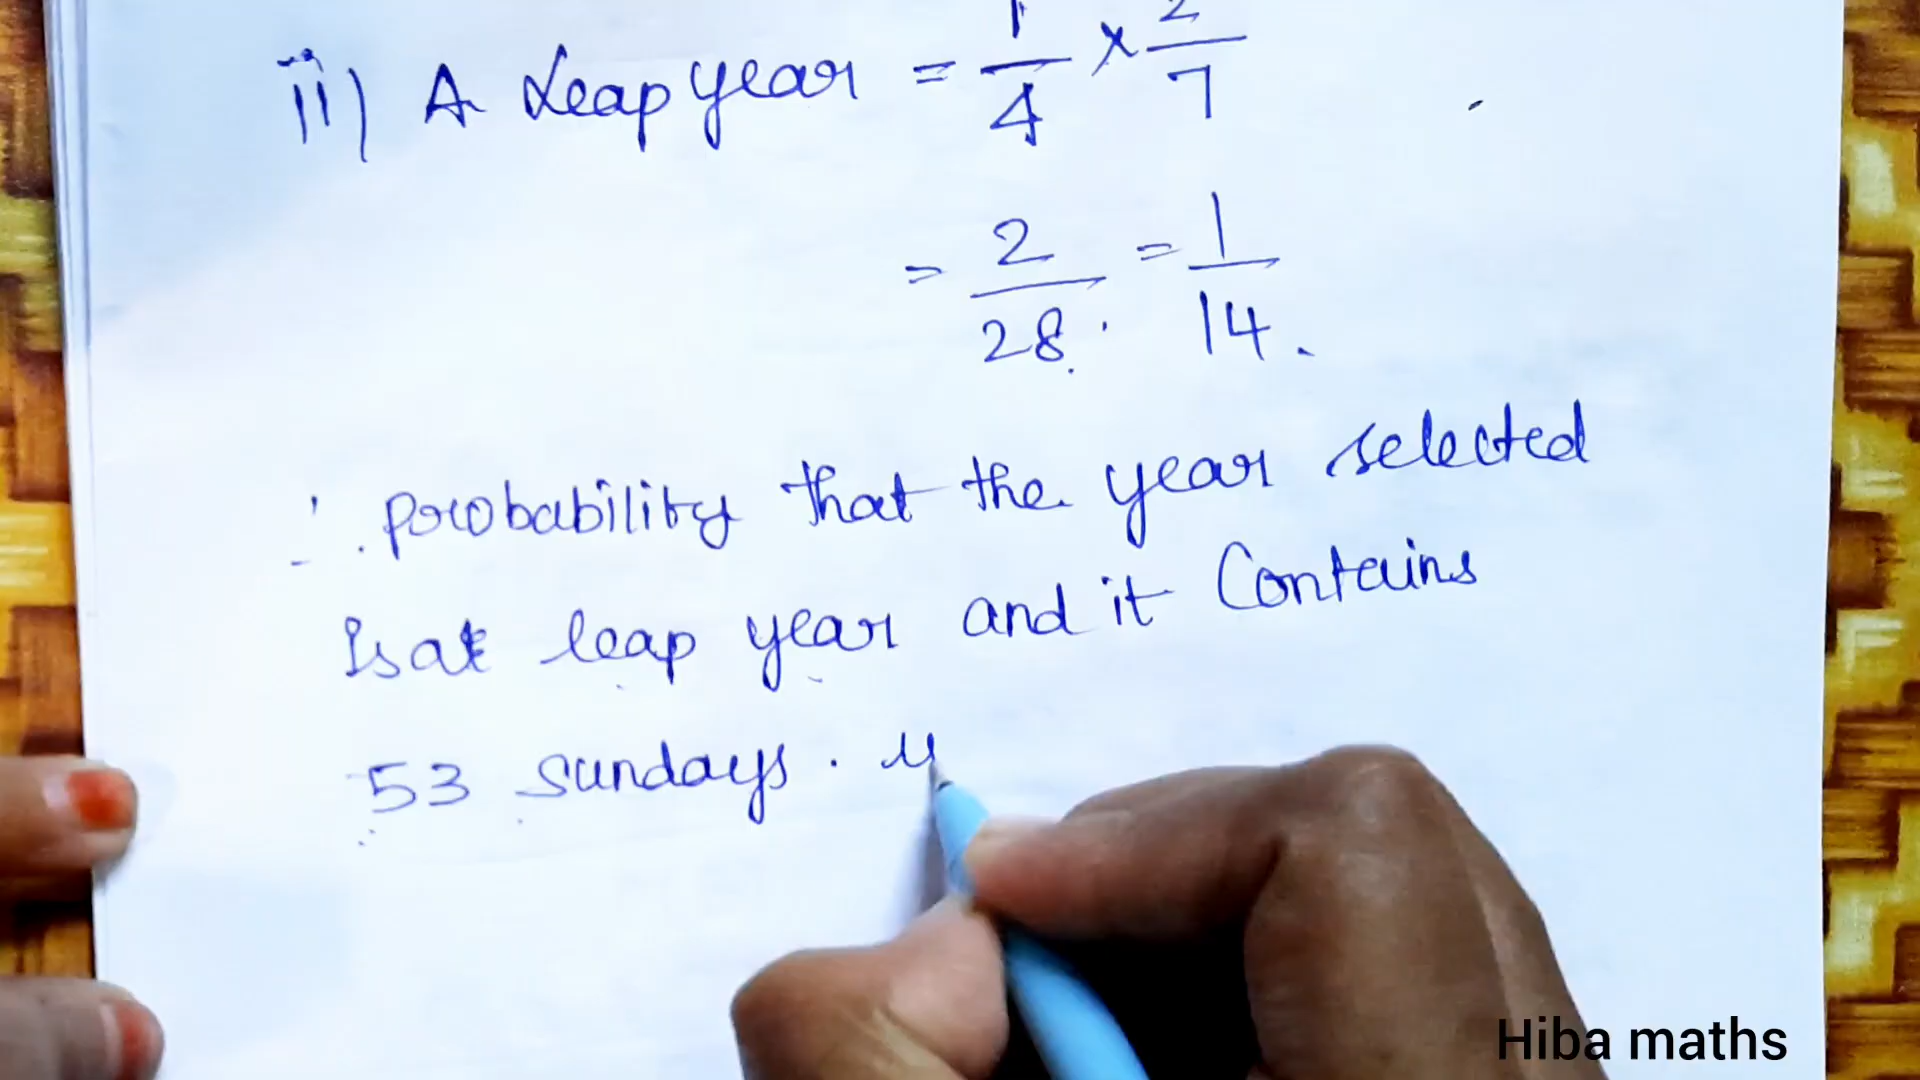 ii) A Leap year = 1/4 × 2/7
= 2/28 . = 1/14 .
∴ probability that the year selected
Is a leap year and it Contains
53 sundays .
Hiba maths